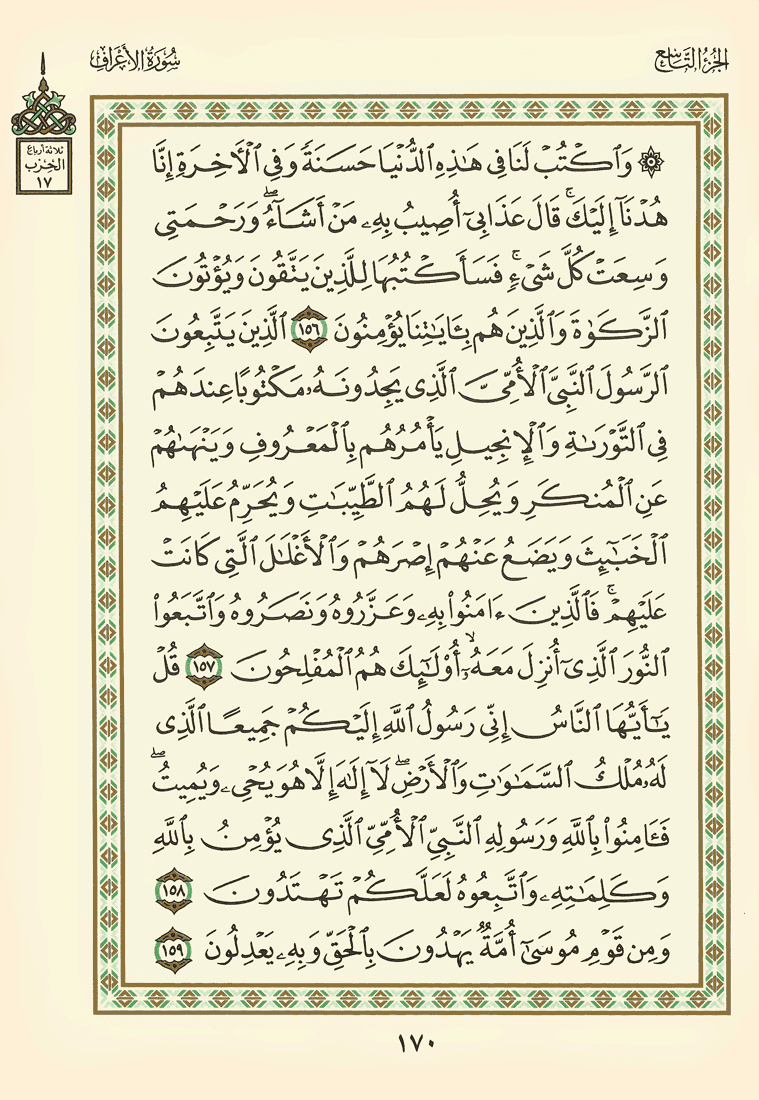 الجزء التاسع
سورة الأعراف
ثلاثة أرباع
الحزب
١٧
۞ وَٱكۡتُبۡ لَنَا فِي هَٰذِهِ ٱلدُّنۡيَا حَسَنَةٗ وَفِي ٱلۡأٓخِرَةِ إِنَّا
هُدۡنَآ إِلَيۡكَۚ قَالَ عَذَابِيٓ أُصِيبُ بِهِۦ مَنۡ أَشَآءُۖ وَرَحۡمَتِي
وَسِعَتۡ كُلَّ شَيۡءٖۚ فَسَأَكۡتُبُهَا لِلَّذِينَ يَتَّقُونَ وَيُؤۡتُونَ
ٱلزَّكَوٰةَ وَٱلَّذِينَ هُم بِـَٔايَٰتِنَا يُؤۡمِنُونَ ١٥٦ ٱلَّذِينَ يَتَّبِعُونَ
ٱلرَّسُولَ ٱلنَّبِيَّ ٱلۡأُمِّيَّ ٱلَّذِي يَجِدُونَهُۥ مَكۡتُوبًا عِندَهُمۡ
فِي ٱلتَّوۡرَىٰةِ وَٱلۡإِنجِيلِ يَأۡمُرُهُم بِٱلۡمَعۡرُوفِ وَيَنۡهَىٰهُمۡ
عَنِ ٱلۡمُنكَرِ وَيُحِلُّ لَهُمُ ٱلطَّيِّبَٰتِ وَيُحَرِّمُ عَلَيۡهِمُ
ٱلۡخَبَٰٓئِثَ وَيَضَعُ عَنۡهُمۡ إِصۡرَهُمۡ وَٱلۡأَغۡلَٰلَ ٱلَّتِي كَانَتۡ
عَلَيۡهِمۡۚ فَٱلَّذِينَ ءَامَنُواْ بِهِۦ وَعَزَّرُوهُ وَنَصَرُوهُ وَٱتَّبَعُواْ
ٱلنُّورَ ٱلَّذِيٓ أُنزِلَ مَعَهُۥٓ أُوْلَٰٓئِكَ هُمُ ٱلۡمُفۡلِحُونَ ١٥٧ قُلۡ
يَٰٓأَيُّهَا ٱلنَّاسُ إِنِّي رَسُولُ ٱللَّهِ إِلَيۡكُمۡ جَمِيعًا ٱلَّذِي
لَهُۥ مُلۡكُ ٱلسَّمَٰوَٰتِ وَٱلۡأَرۡضِۖ لَآ إِلَٰهَ إِلَّا هُوَ يُحۡيِۦ وَيُمِيتُۖ
فَـَٔامِنُواْ بِٱللَّهِ وَرَسُولِهِ ٱلنَّبِيِّ ٱلۡأُمِّيِّ ٱلَّذِي يُؤۡمِنُ بِٱللَّهِ
وَكَلِمَٰتِهِۦ وَٱتَّبِعُوهُ لَعَلَّكُمۡ تَهۡتَدُونَ ١٥٨
وَمِن قَوۡمِ مُوسَىٰٓ أُمَّةٞ يَهۡدُونَ بِٱلۡحَقِّ وَبِهِۦ يَعۡدِلُونَ ١٥٩
١٧٠